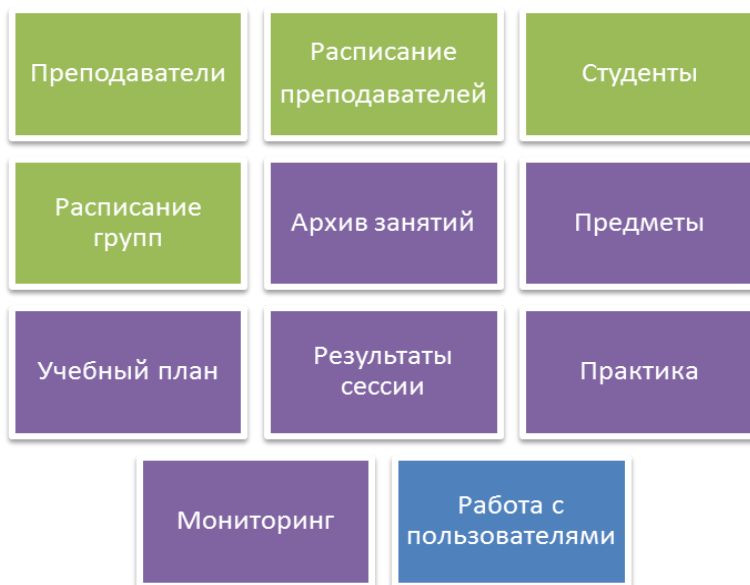 Преподаватели
Расписание
преподавателей
Студенты
Расписание
групп
Архив занятий
Предметы
Учебный план
Результаты
сессии
Практика
Мониторинг
Работа с
пользователями